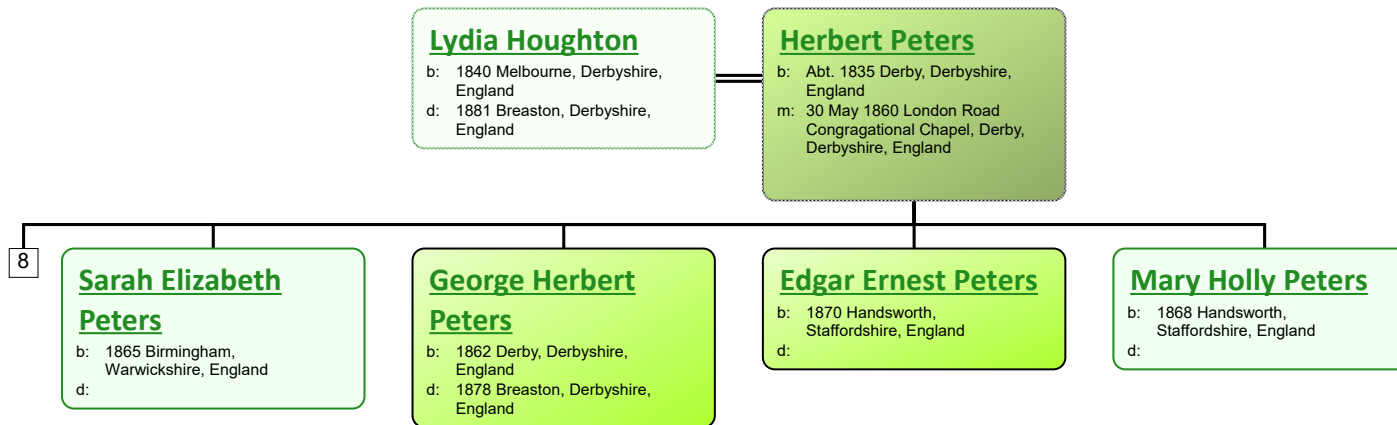 Lydia Houghton
b: 1840 Melbourne, Derbyshire,
England
d: 1881 Breaston, Derbyshire,
England
Herbert Peters
b: Abt. 1835 Derby, Derbyshire,
England
m: 30 May 1860 London Road
Congragational Chapel, Derby,
Derbyshire, England
8
Sarah Elizabeth
Peters
b: 1865 Birmingham,
Warwickshire, England
d:
George Herbert
Peters
b: 1862 Derby, Derbyshire,
England
d: 1878 Breaston, Derbyshire,
England
Edgar Ernest Peters
b: 1870 Handsworth,
Staffordshire, England
d:
Mary Holly Peters
b: 1868 Handsworth,
Staffordshire, England
d: